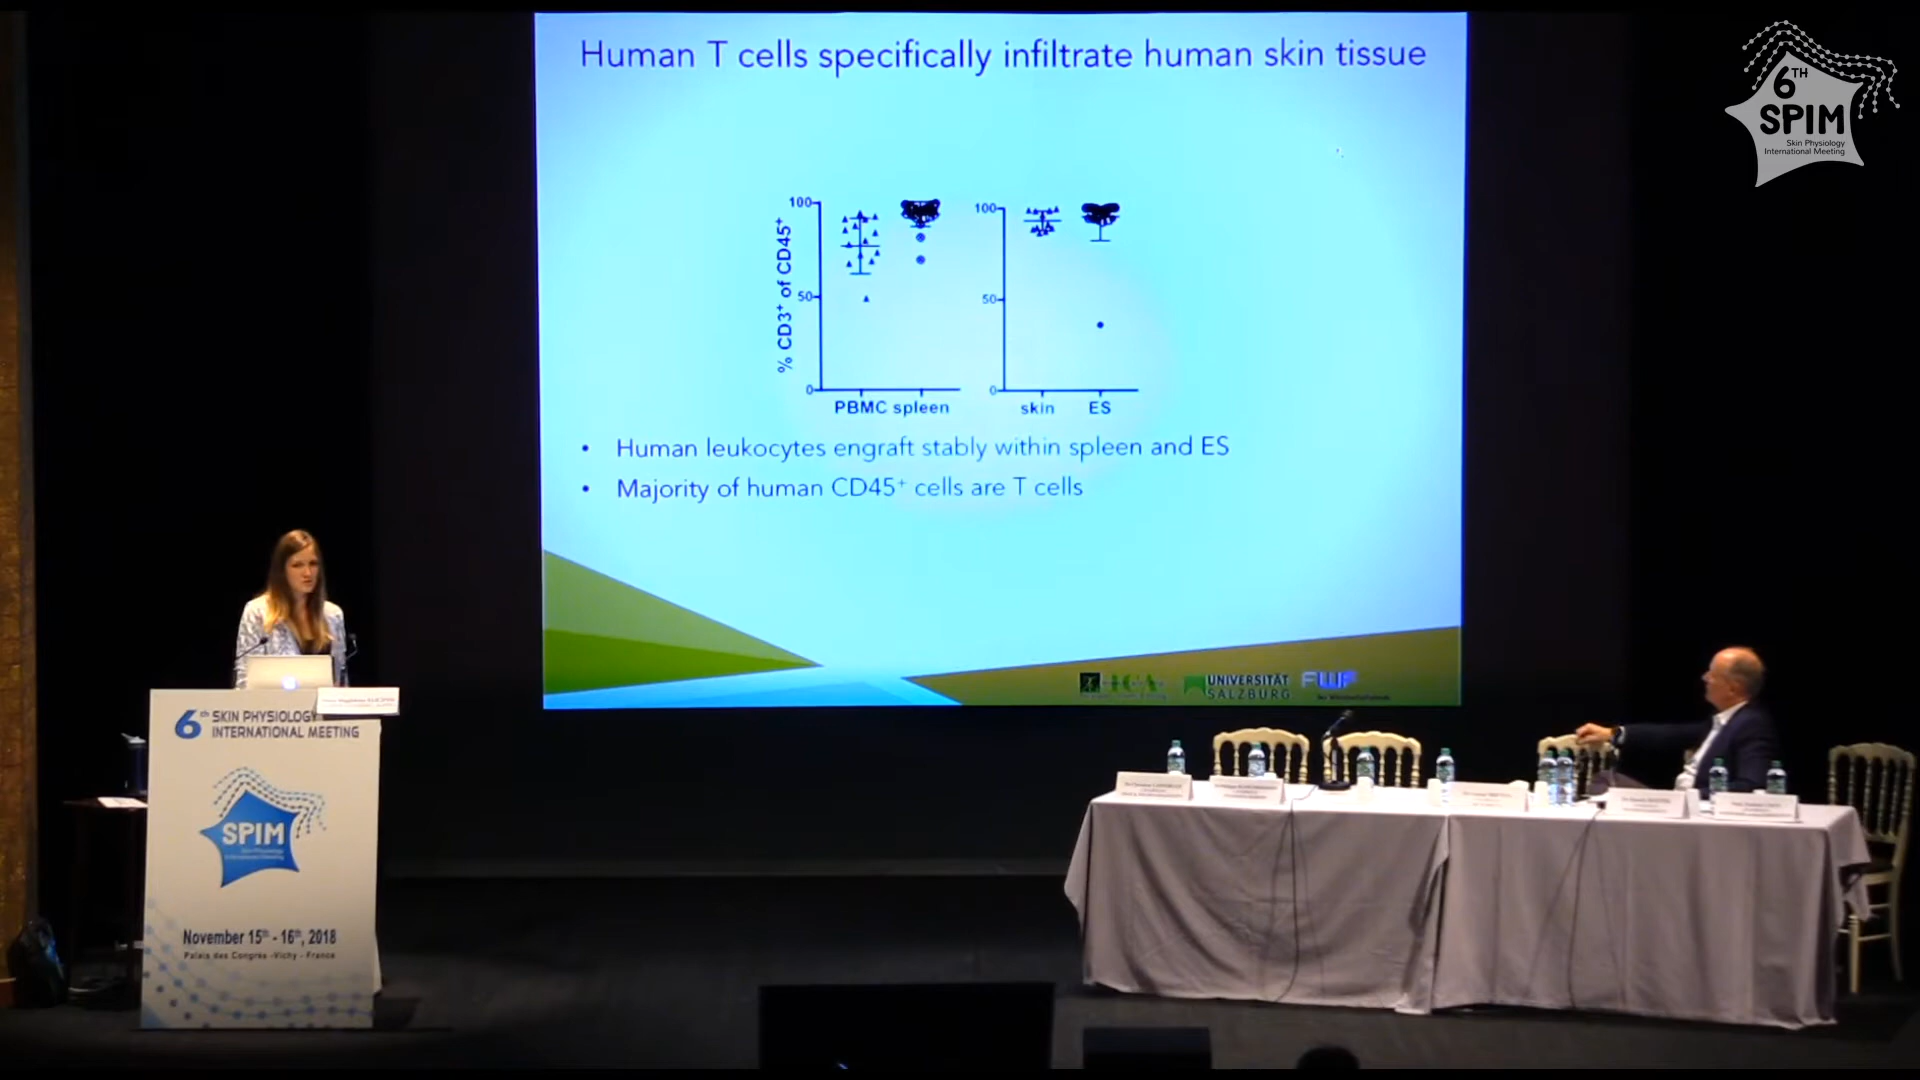 Human T cells specifically infiltrate human skin tissue
6TH
SPIM
Skin Physiology
International Meeting
% CD3+ of CD45+
100
50
0
PBMC spleen
100
50
0
skin ES
• Human leukocytes engraft stably within spleen and ES
• Majority of human CD45+ cells are T cells
UNIVERSITÄT
SALZBURG
FWF
6th SKIN PHYSIOLOGY
INTERNATIONAL MEETING
SPIM
November 15th - 16th, 2018
Palais des Congrès - Vichy - France